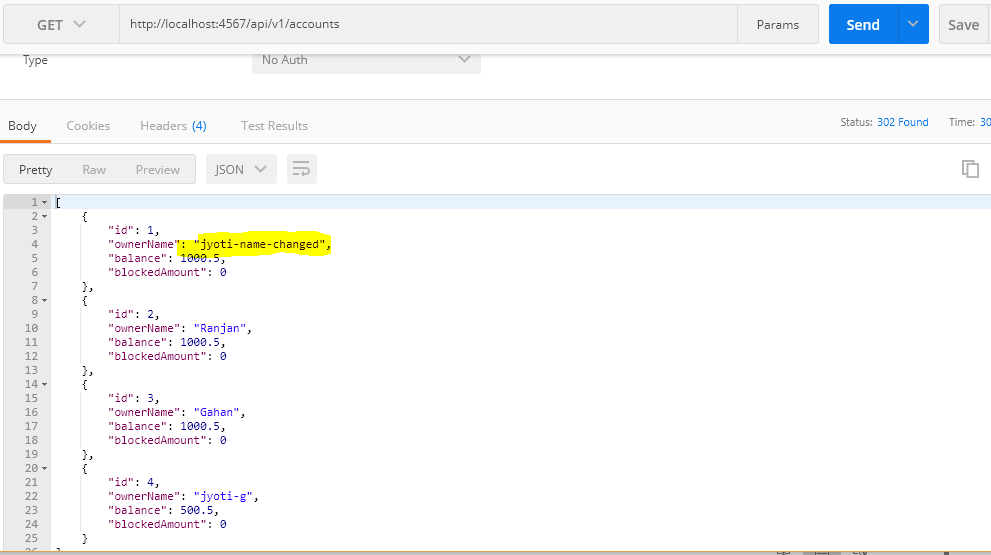 GET http://localhost:4567/api/v1/accounts Params Send Save
Type No Auth
Body Cookies Headers (4) Test Results Status: 302 Found Time: 30
Pretty Raw Preview JSON
1 [
2 {
3 "id": 1,
4 "ownerName": "jyoti-name-changed",
5 "balance": 1000.5,
6 "blockedAmount": 0
7 },
8 {
9 "id": 2,
10 "ownerName": "Ranjan",
11 "balance": 1000.5,
12 "blockedAmount": 0
13 },
14 {
15 "id": 3,
16 "ownerName": "Gahan",
17 "balance": 1000.5,
18 "blockedAmount": 0
19 },
20 {
21 "id": 4,
22 "ownerName": "jyoti-g",
23 "balance": 500.5,
24 "blockedAmount": 0
25 }
26 ]